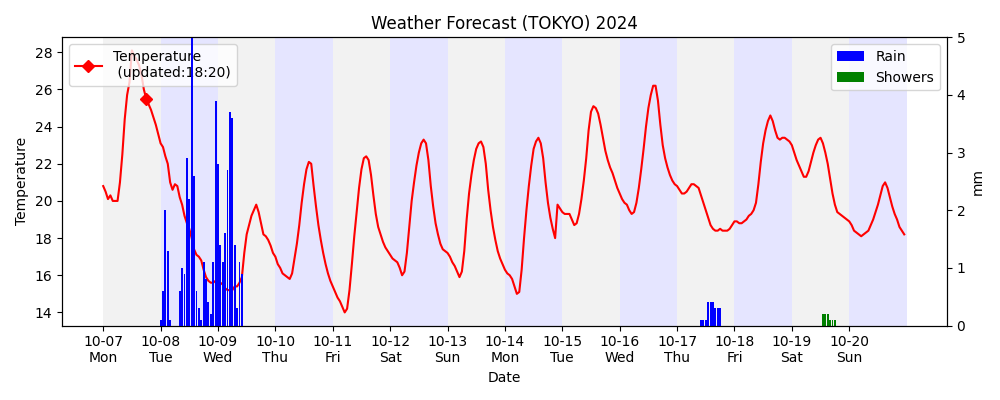 Weather Forecast (TOKYO) 2024
Temperature
(updated:18:20)
Rain
Showers
Temperature
28
26
24
22
20
18
16
14
5
4
3
2
1
0
mm
10-07 10-08 10-09 10-10 10-11 10-12 10-13 10-14 10-15 10-16 10-17 10-18 10-19 10-20
Mon Tue Wed Thu Fri Sat Sun Mon Tue Wed Thu Fri Sat Sun
Date